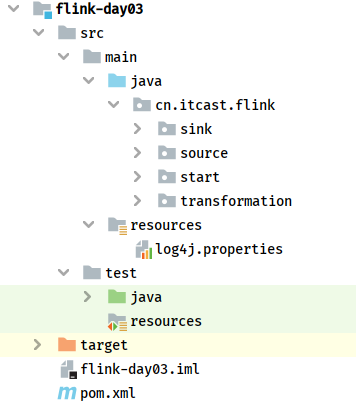 flink-day03
src
main
java
cn.itcast.flink
sink
source
start
transformation
resources
log4j.properties
test
java
resources
target
flink-day03.iml
pom.xml